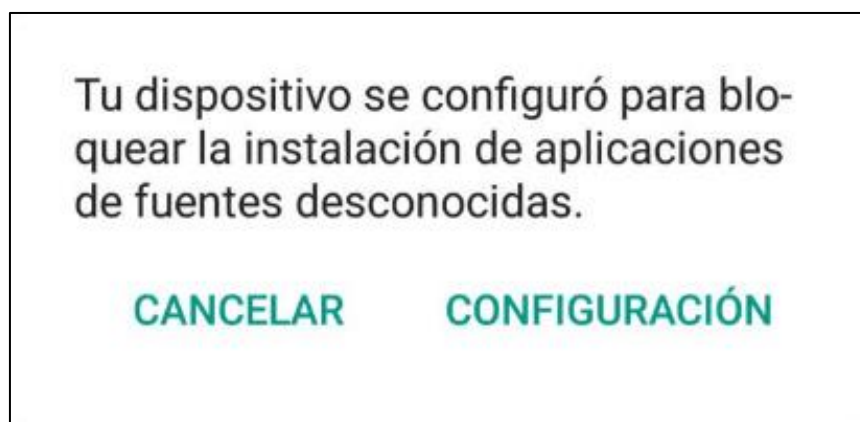 Tu dispositivo se configuró para blo-
quear la instalación de aplicaciones
de fuentes desconocidas.
CANCELAR CONFIGURACIÓN